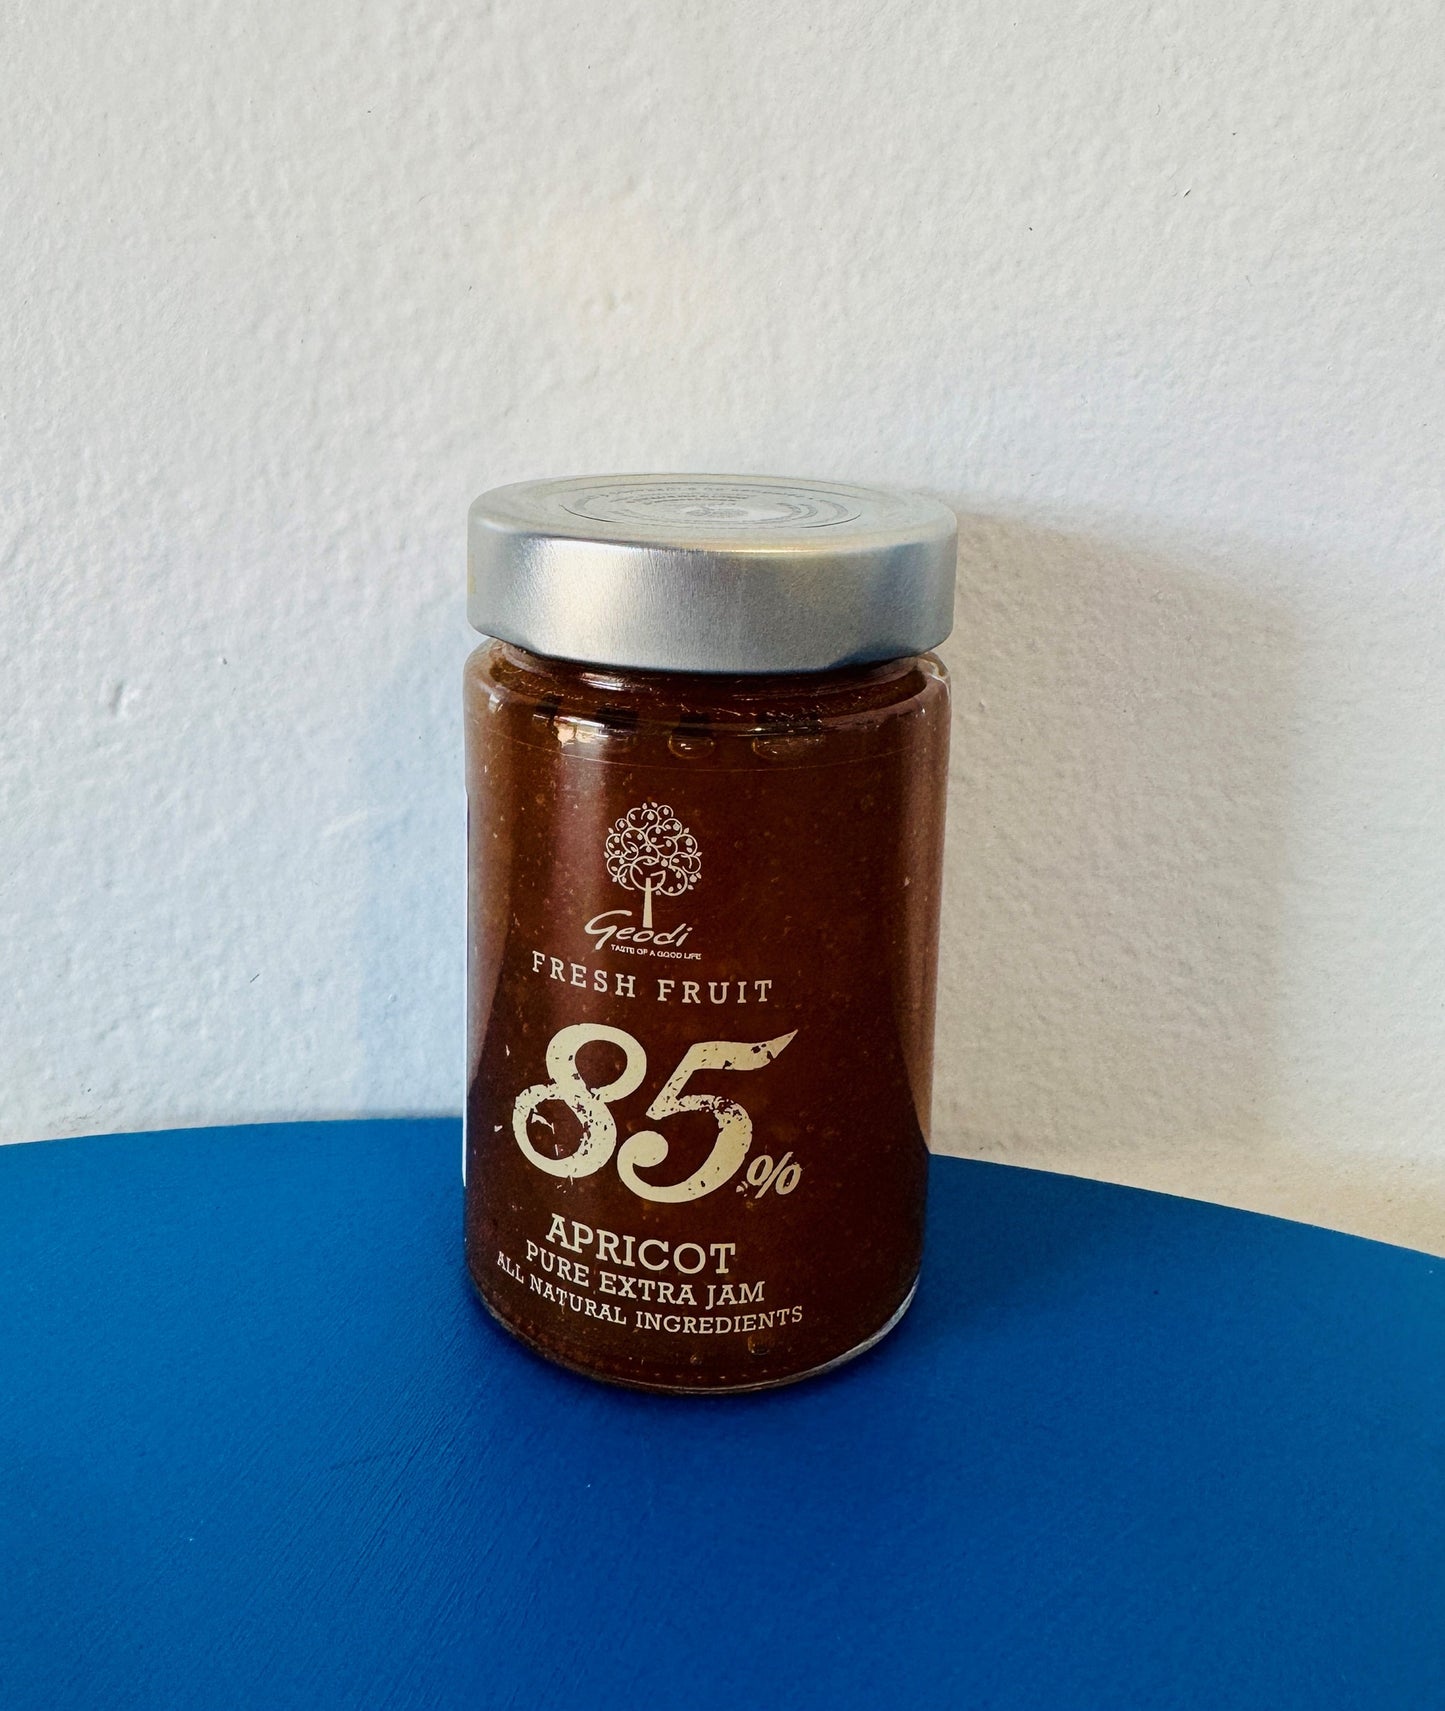 Geodi
TASTE OF A GOOD LIFE
FRESH FRUIT
85%
APRICOT
PURE EXTRA JAM
ALL NATURAL INGREDIENTS